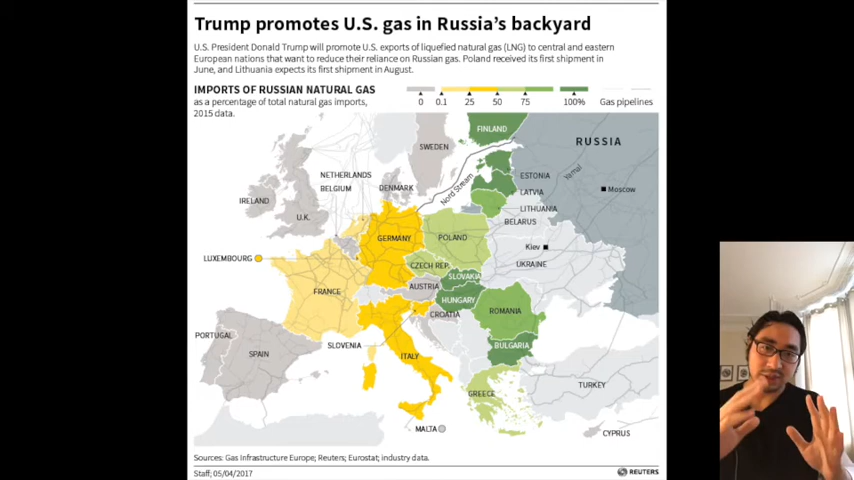 Trump promotes U.S. gas in Russia's backyard
U.S. President Donald Trump will promote U.S. exports of liquefied natural gas (LNG) to central and eastern
European nations that want to reduce their reliance on Russian gas. Poland received its first shipment in
June, and Lithuania expects its first shipment in August.
IMPORTS OF RUSSIAN NATURAL GAS
as a percentage of total natural gas imports,
2015 data.
0 0.1 25 50 75 100% Gas pipelines
FINLAND
RUSSIA
SWEDEN
NETHERLANDS
BELGIUM
DENMARK
Nord Stream
ESTONIA
Yamal
LATVIA
Moscow
IRELAND
U.K.
LITHUANIA
BELARUS
GERMANY
POLAND
Kiev
LUXEMBOURG
CZECH REP.
UKRAINE
SLOVAKIA
AUSTRIA
FRANCE
HUNGARY
CROATIA
ROMANIA
PORTUGAL
SLOVENIA
BULGARIA
SPAIN
ITALY
TURKEY
GREECE
MALTA
CYPRUS
Sources: Gas Infrastructure Europe; Reuters; Eurostat; industry data.
Staff; 05/04/2017
REUTERS